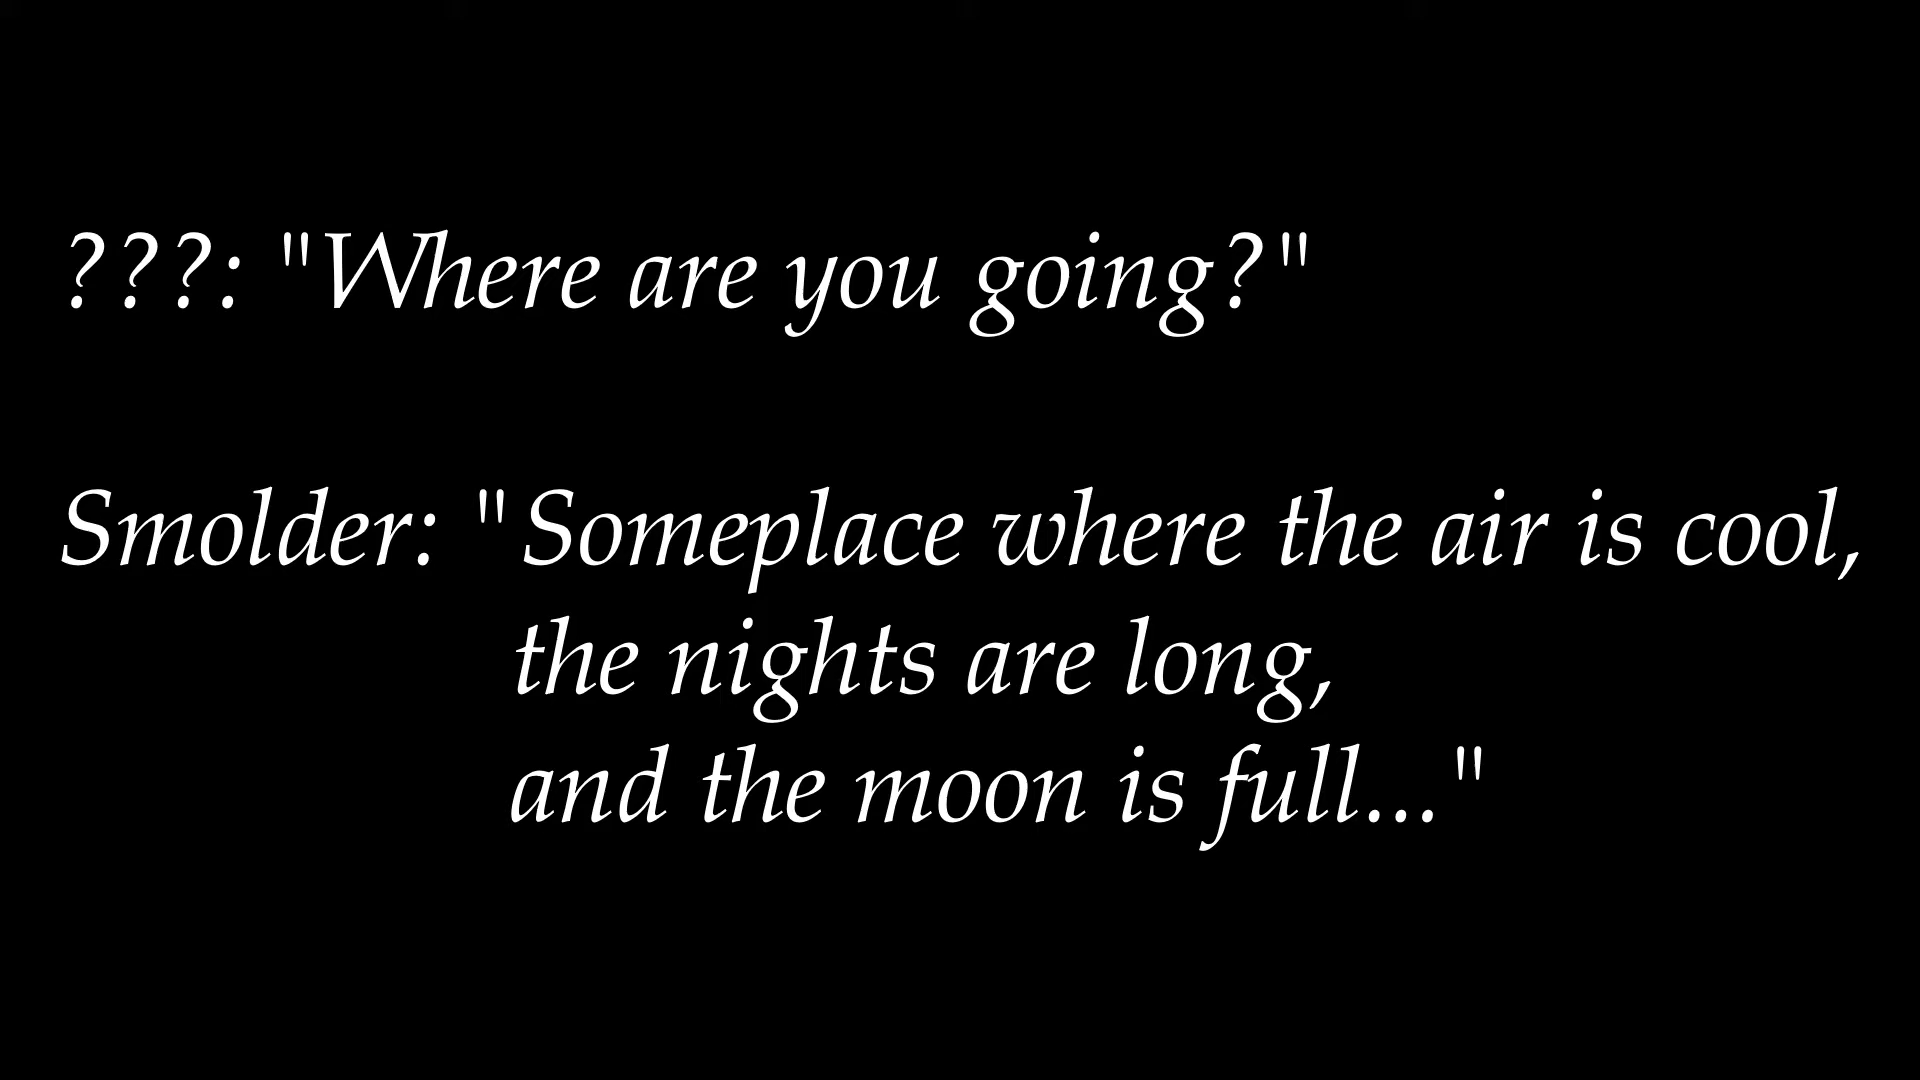 ???: "Where are you going?"
Smolder: "Someplace where the air is cool,
the nights are long,
and the moon is full..."